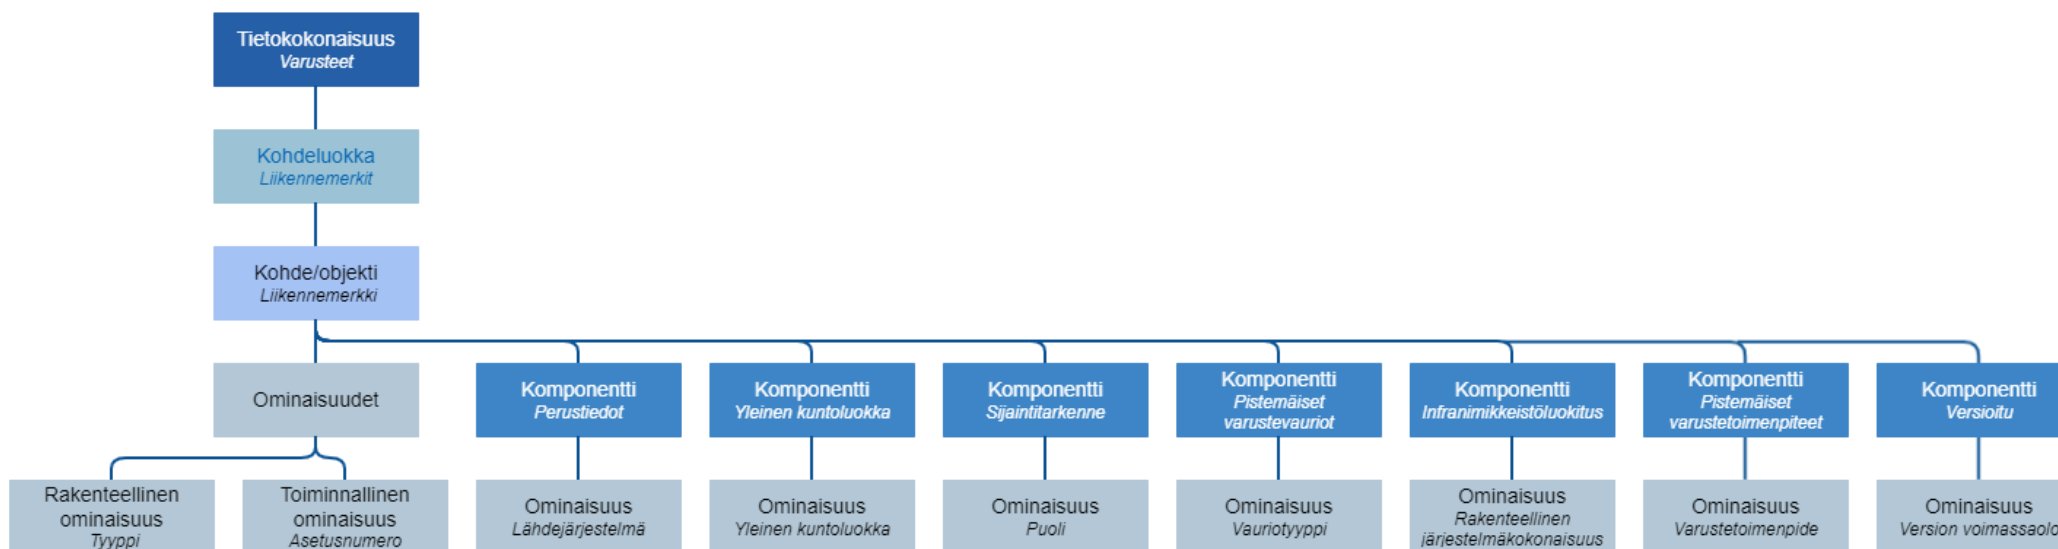 Tietokokonaisuus
Varusteet
Kohdeluokka
Liikennemerkit
Kohde/objekti
Liikennemerkki
Ominaisuudet
Komponentti
Perustiedot
Komponentti
Yleinen kuntoluokka
Komponentti
Sijaintitarkenne
Komponentti
Pistemäiset
varustevauriot
Komponentti
Infranimikkeistöluokitus
Komponentti
Pistemäiset
varustetoimenpiteet
Komponentti
Versioitu
Rakenteellinen
ominaisuus
Tyyppi
Toiminnallinen
ominaisuus
Asetusnumero
Ominaisuus
Lähdejärjestelmä
Ominaisuus
Yleinen kuntoluokka
Ominaisuus
Puoli
Ominaisuus
Vauriotyyppi
Ominaisuus
Rakenteellinen
järjestelmäkokonaisuus
Ominaisuus
Varustetoimenpide
Ominaisuus
Version voimassaolo